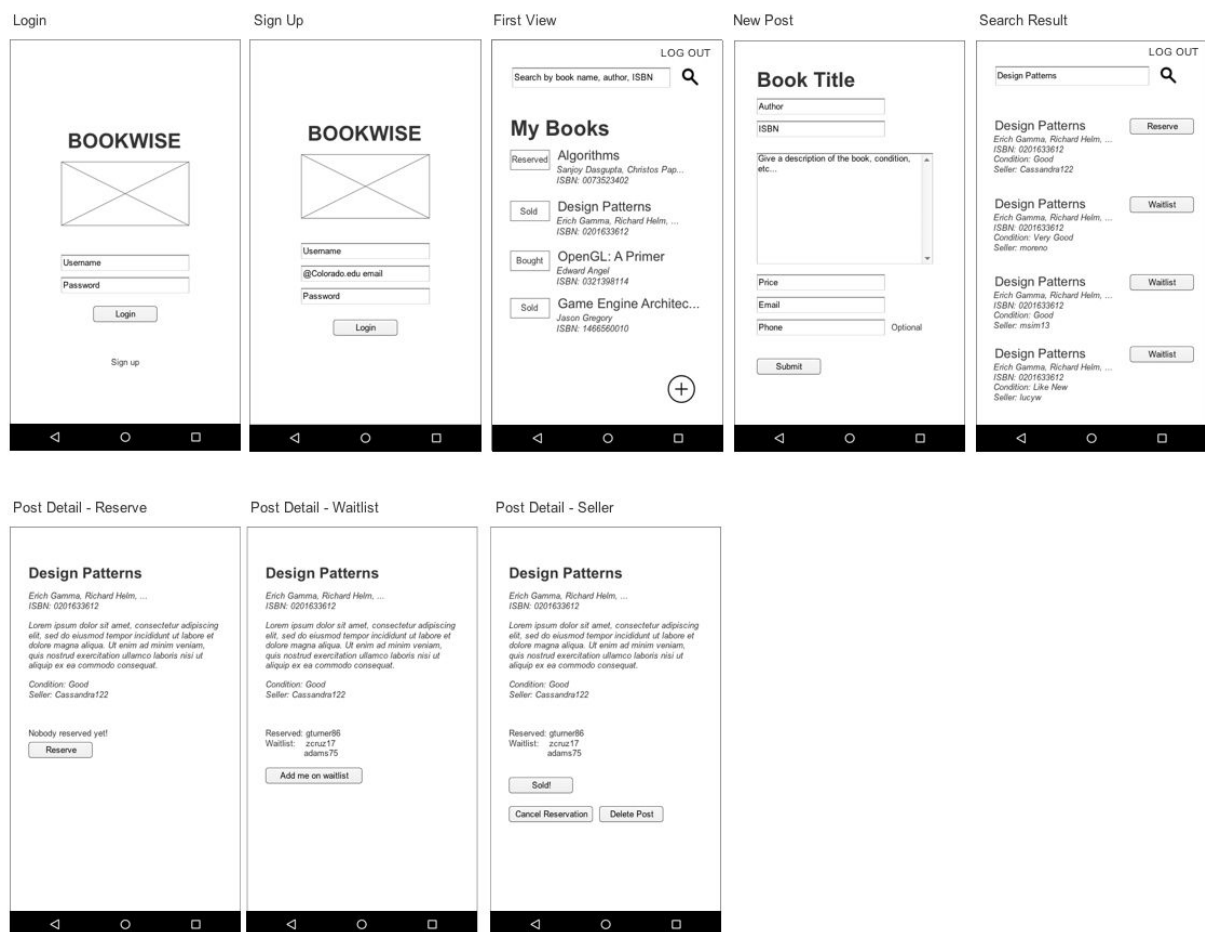 Login
BOOKWISE
Username
Password
Login
Sign up
Sign Up
BOOKWISE
Username
@Colorado.edu email
Password
Login
First View
LOG OUT
Search by book name, author, ISBN
My Books
Reserved
Algorithms
Sanjoy Dasgupta, Christos Pap...
ISBN: 0073523402
Sold
Design Patterns
Erich Gamma, Richard Helm, ...
ISBN: 0201633612
Bought
OpenGL: A Primer
Edward Angel
ISBN: 0321398114
Sold
Game Engine Architec...
Jason Gregory
ISBN: 1466560010
New Post
Book Title
Author
ISBN
Give a description of the book, condition,
etc...
Price
Email
Phone Optional
Submit
Search Result
LOG OUT
Design Patterns
Design Patterns
Reserve
Erich Gamma, Richard Helm, ...
ISBN: 0201633612
Condition: Good
Seller: Cassandra122
Design Patterns
Waitlist
Erich Gamma, Richard Helm, ...
ISBN: 0201633612
Condition: Very Good
Seller: moreno
Design Patterns
Waitlist
Erich Gamma, Richard Helm, ...
ISBN: 0201633612
Condition: Good
Seller: msim13
Design Patterns
Waitlist
Erich Gamma, Richard Helm, ...
ISBN: 0201633612
Condition: Like New
Seller: lucyw
Post Detail - Reserve
Design Patterns
Erich Gamma, Richard Helm, ...
ISBN: 0201633612
Lorem ipsum dolor sit amet, consectetur adipiscing
elit, sed do eiusmod tempor incididunt ut labore et
dolore magna aliqua. Ut enim ad minim veniam,
quis nostrud exercitation ullamco laboris nisi ut
aliquip ex ea commodo consequat.
Condition: Good
Seller: Cassandra122
Nobody reserved yet!
Reserve
Post Detail - Waitlist
Design Patterns
Erich Gamma, Richard Helm, ...
ISBN: 0201633612
Lorem ipsum dolor sit amet, consectetur adipiscing
elit, sed do eiusmod tempor incididunt ut labore et
dolore magna aliqua. Ut enim ad minim veniam,
quis nostrud exercitation ullamco laboris nisi ut
aliquip ex ea commodo consequat.
Condition: Good
Seller: Cassandra122
Reserved: gturner86
Waitlist: zcruz17
adams75
Add me on waitlist
Post Detail - Seller
Design Patterns
Erich Gamma, Richard Helm, ...
ISBN: 0201633612
Lorem ipsum dolor sit amet, consectetur adipiscing
elit, sed do eiusmod tempor incididunt ut labore et
dolore magna aliqua. Ut enim ad minim veniam,
quis nostrud exercitation ullamco laboris nisi ut
aliquip ex ea commodo consequat.
Condition: Good
Seller: Cassandra122
Reserved: gturner86
Waitlist: zcruz17
adams75
Sold!
Cancel Reservation Delete Post